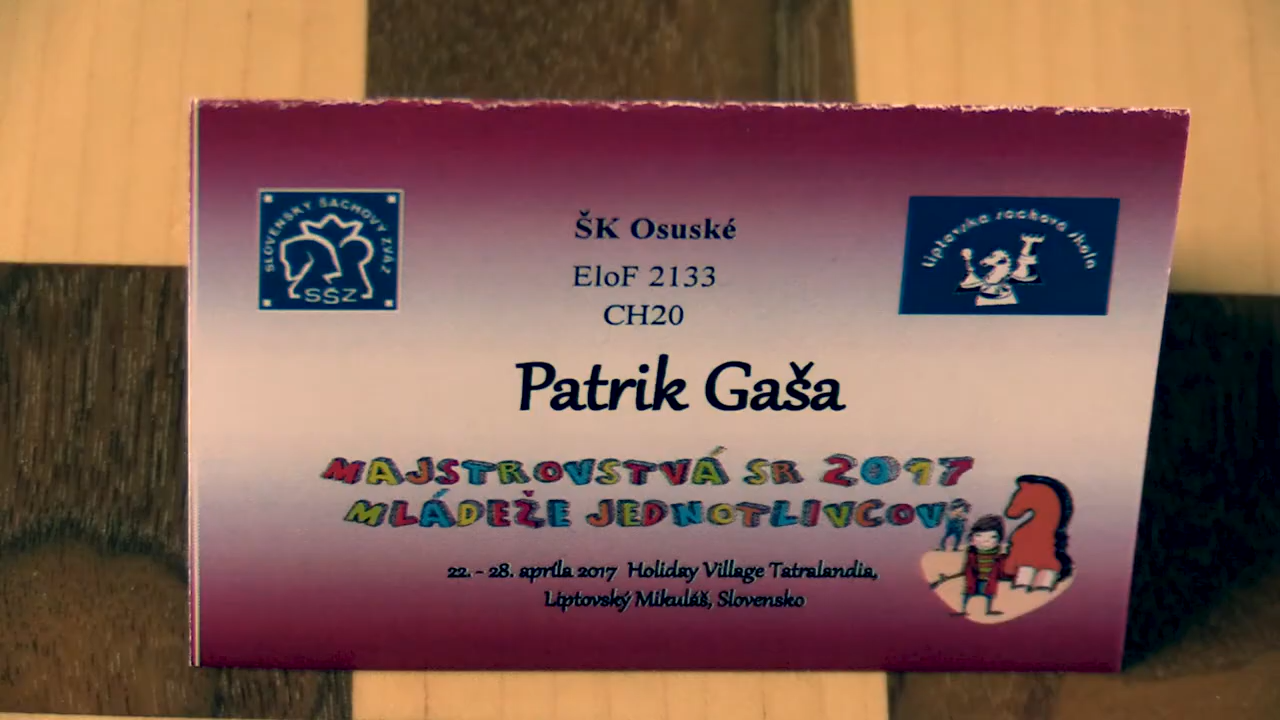 SLOVENSKÝ ŠACHOVÝ ZVÄZ
SŠZ
ŠK Osuské
EloF 2133
CH20
Liptovská šachová škola
Patrik Gaša
MAJSTROVSTVÁ SR 2017
MLÁDEŽE JEDNOTLIVCOV
22. - 28. apríla 2017 Holiday Village Tatralandia,
Liptovský Mikuláš, Slovensko